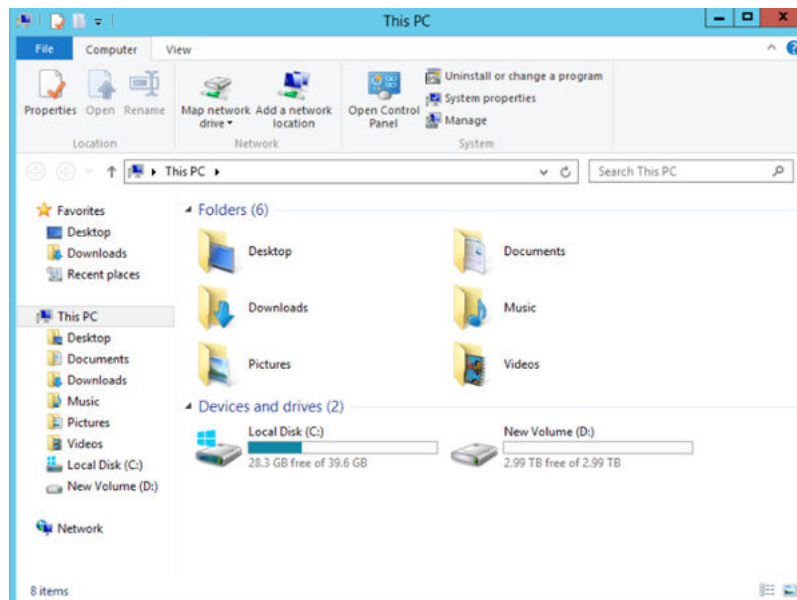 This PC
File Computer View
Properties Open Rename
Map network drive
Add a network location
Open Control Panel
Uninstall or change a program
System properties
Manage
Location Network System
This PC
Search This PC
Favorites
Desktop
Downloads
Recent places
This PC
Desktop
Documents
Downloads
Music
Pictures
Videos
Local Disk (C:)
New Volume (D:)
Network
Folders (6)
Desktop Documents
Downloads Music
Pictures Videos
Devices and drives (2)
Local Disk (C:)
28.3 GB free of 39.6 GB
New Volume (D:)
2.99 TB free of 2.99 TB
8 items